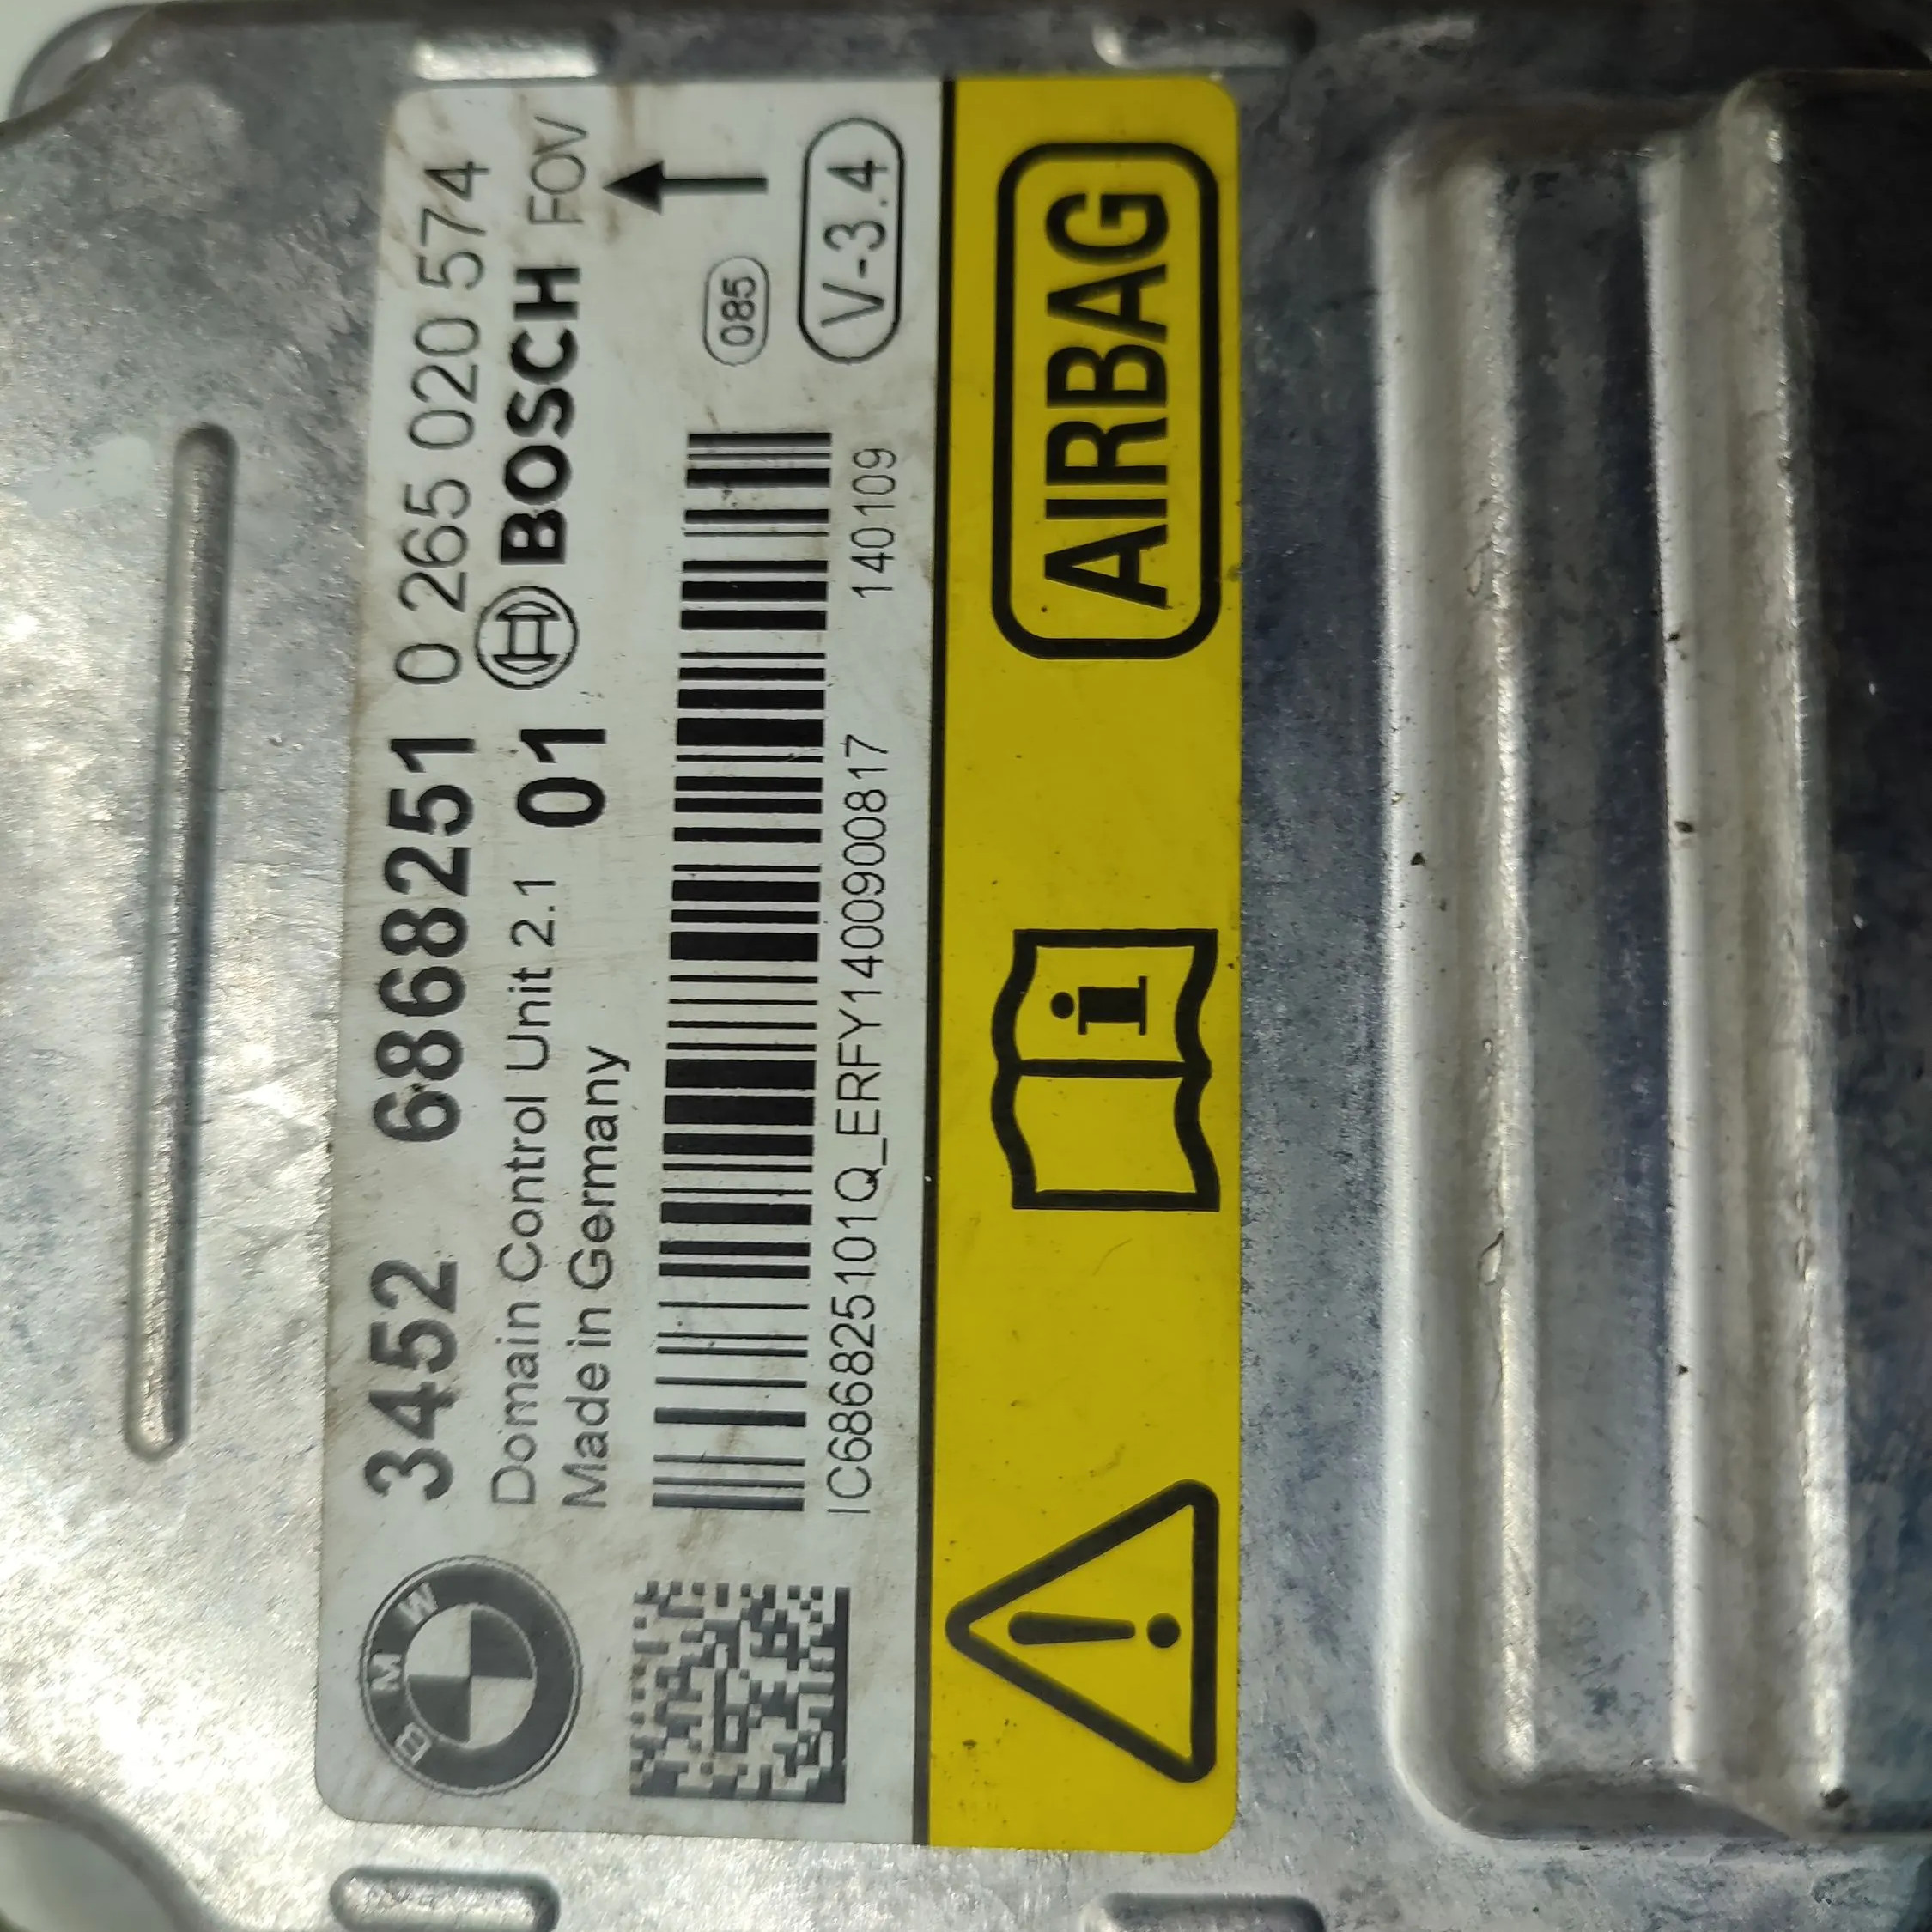 BMW
3452 6868251 0 265 020 574
Domain Control Unit 2.1 01 BOSCH FOV
Made in Germany
085
V-3.4
IC686825101Q_ERFY1400900817 140109
AIRBAG
i